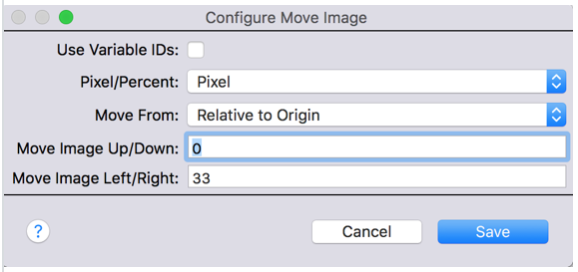 Configure Move Image
Use Variable IDs:
Pixel/Percent: Pixel
Move From: Relative to Origin
Move Image Up/Down: 0
Move Image Left/Right: 33
? Cancel Save